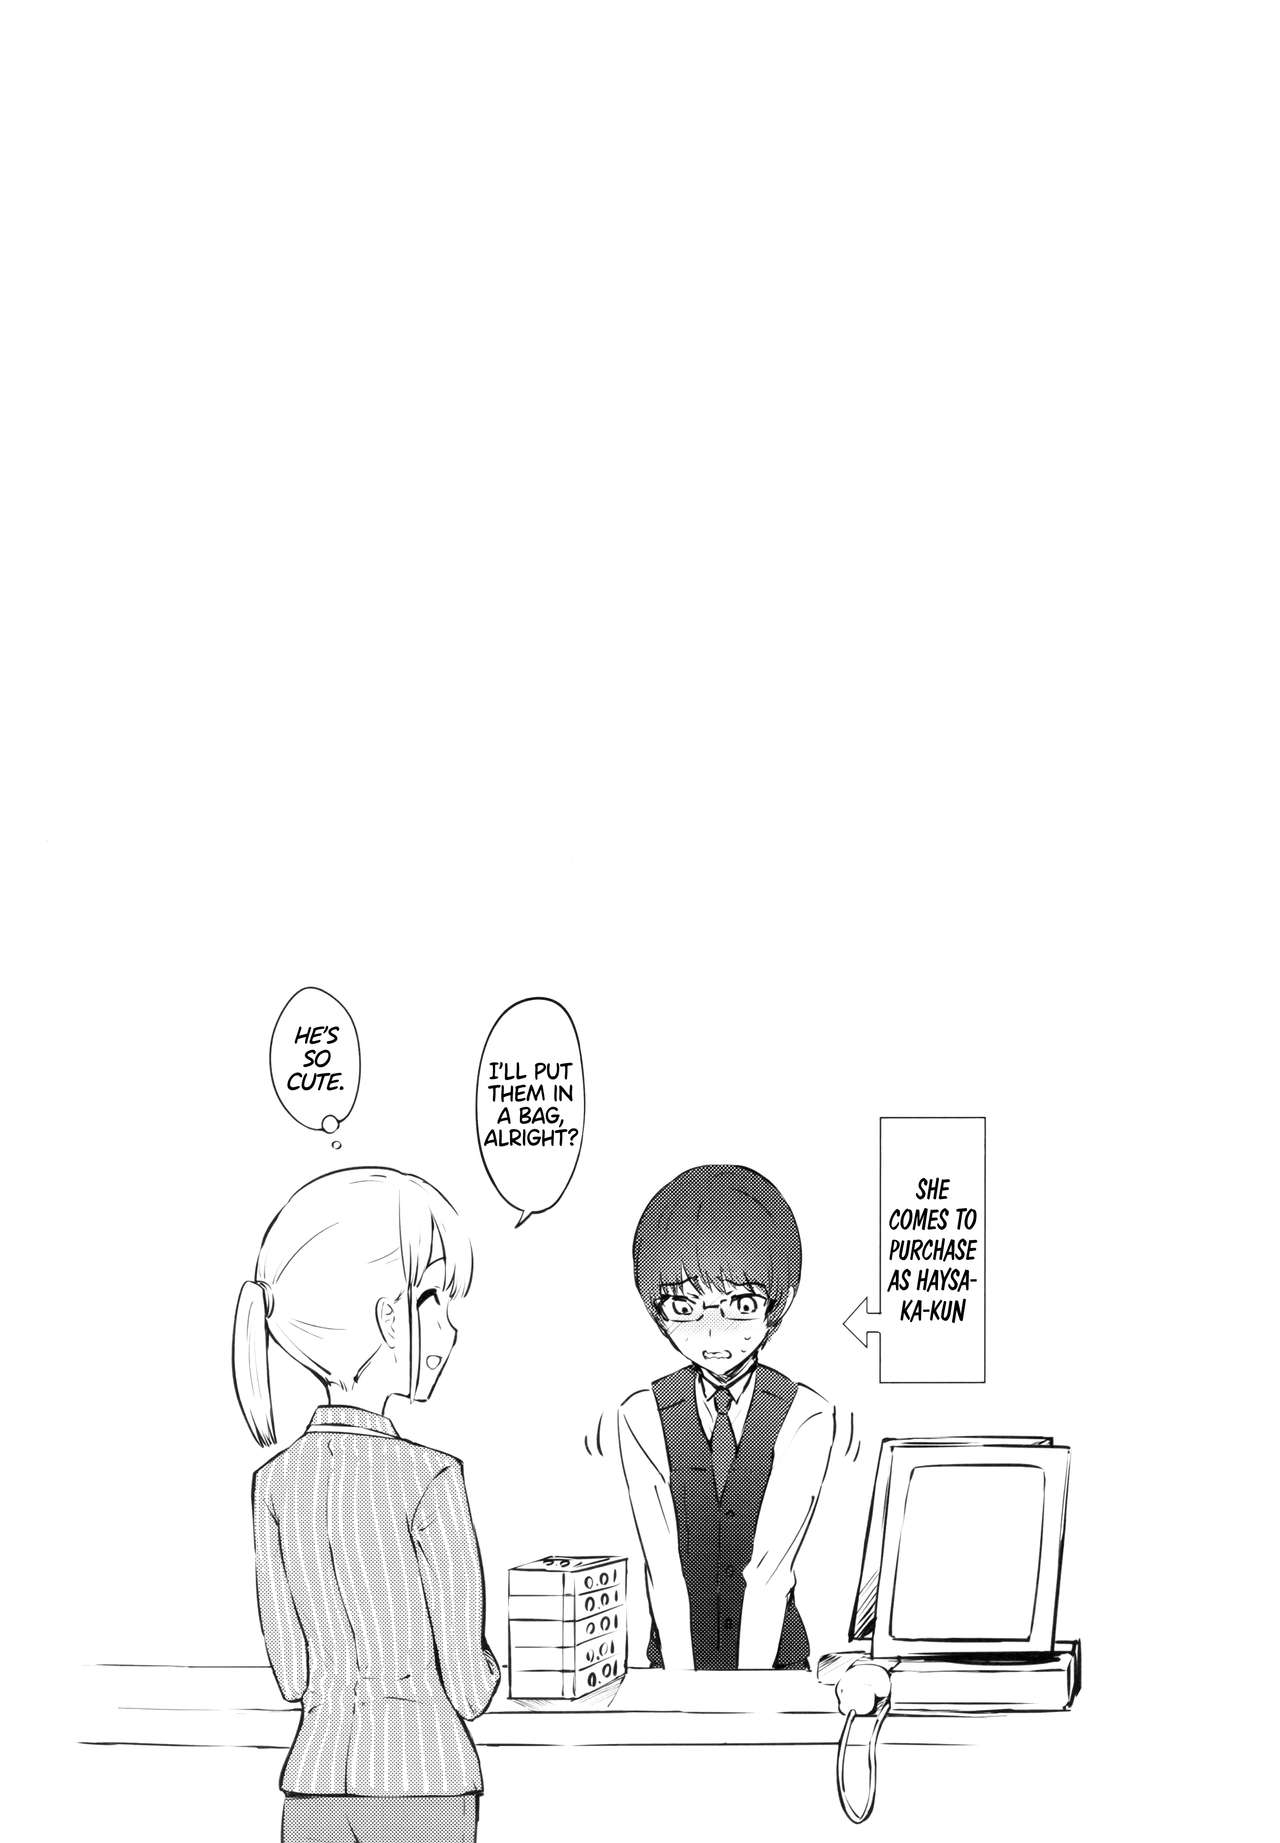 HE'S
SO
CUTE.
I'LL PUT
THEM IN
A BAG,
ALRIGHT?
SHE
COMES TO
PURCHASE
AS HAYSA-
KA-KUN
0.01
0.01
0.01
0.01
0.01